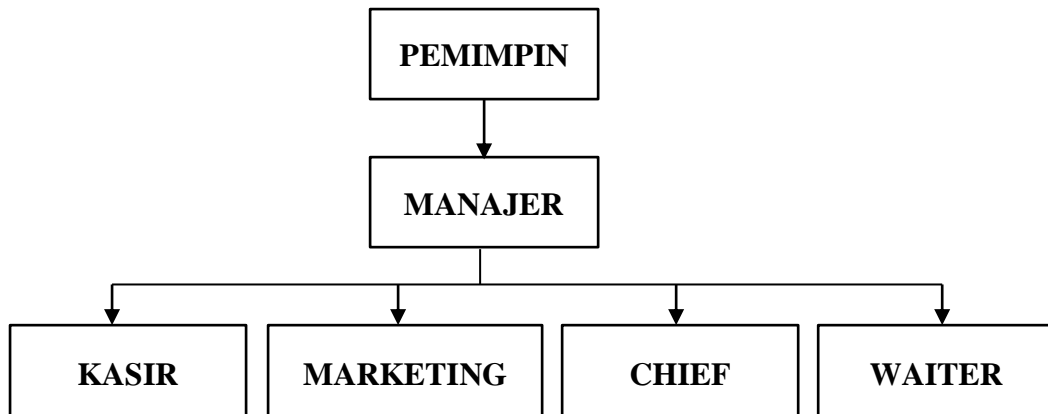 PEMIMPIN
MANAJER
KASIR
MARKETING
CHIEF
WAITER